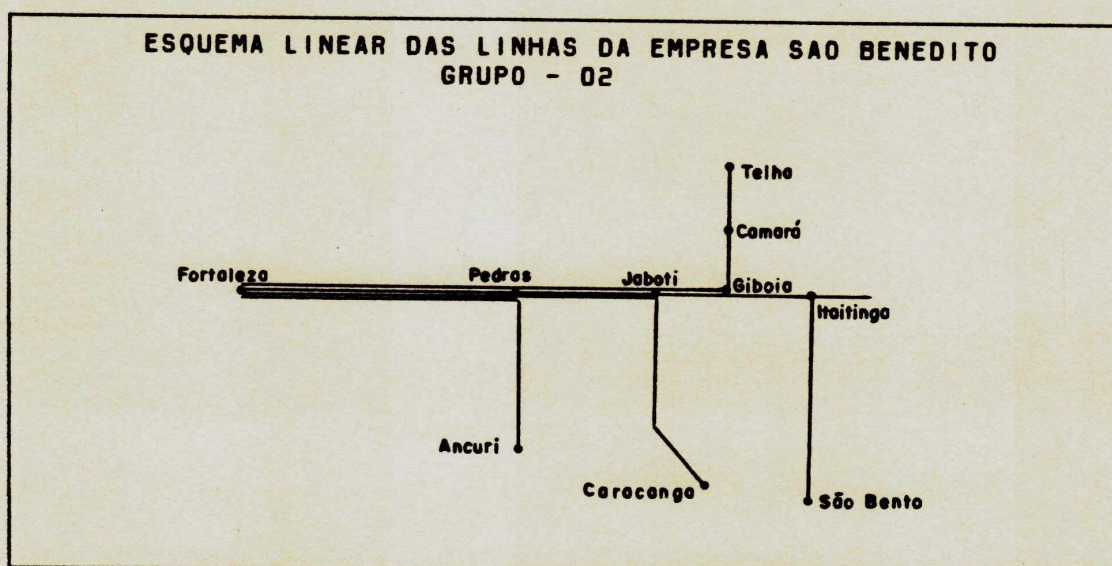 ESQUEMA LINEAR DAS LINHAS DA EMPRESA SAO BENEDITO
GRUPO - 02
Telha
Camará
Fortaleza
Pedras
Jaboti
Giboia
Itaitinga
Ancuri
Caracanga
São Bento